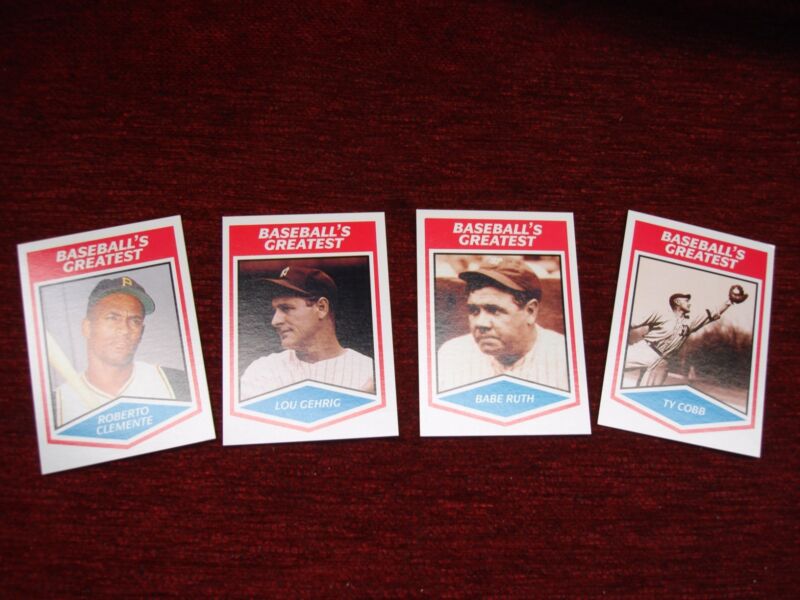 BASEBALL'S
GREATEST
P
ROBERTO
CLEMENTE
BASEBALL'S
GREATEST
LOU GEHRIG
BASEBALL'S
GREATEST
BABE RUTH
BASEBALL'S
GREATEST
TY COBB